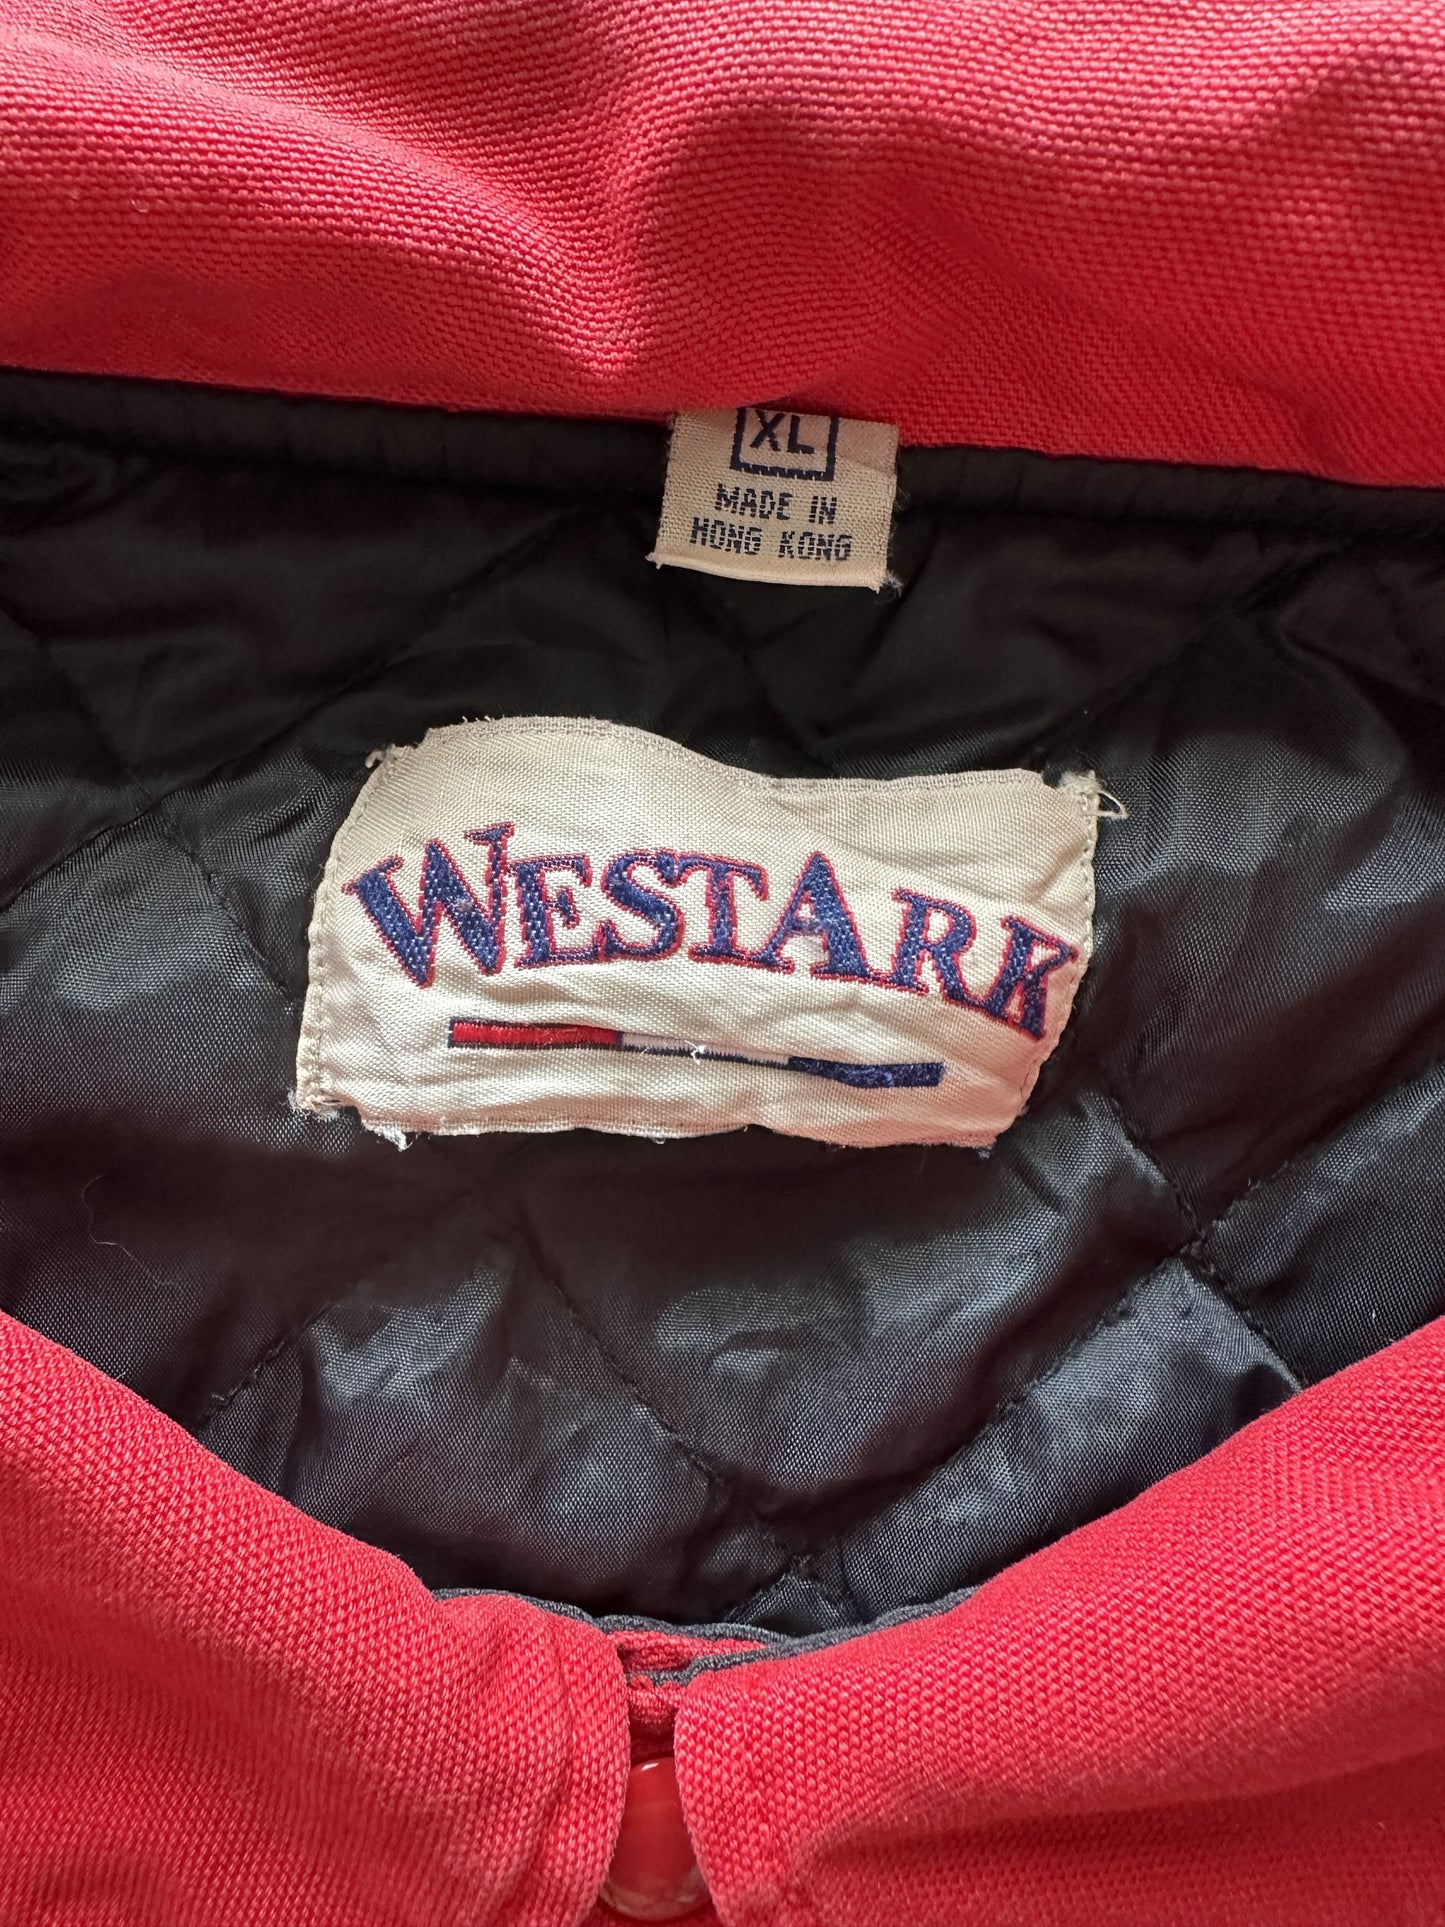 XL
MADE IN
HONG KONG
WESTARK